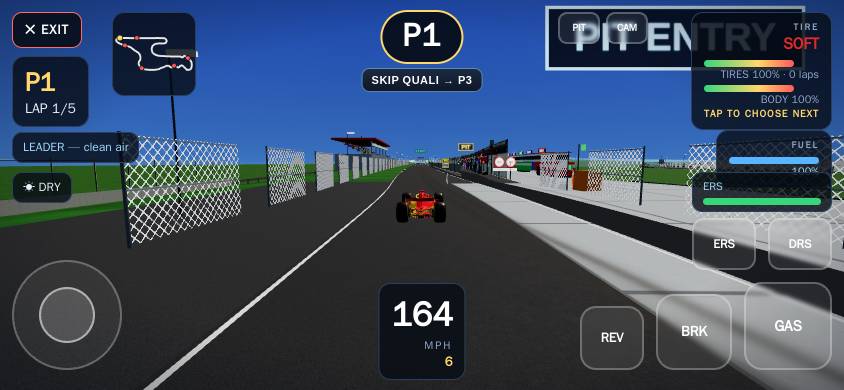 ✕ EXIT
P1
LAP 1/5
LEADER — clean air
DRY
P1
SKIP QUALI → P3
PIT ENTRY
PIT
CAM
TIRE
SOFT
TIRES 100% · 0 laps
BODY 100%
TAP TO CHOOSE NEXT
FUEL
100%
ERS
ERS
DRS
PIT
164
MPH
6
REV
BRK
GAS